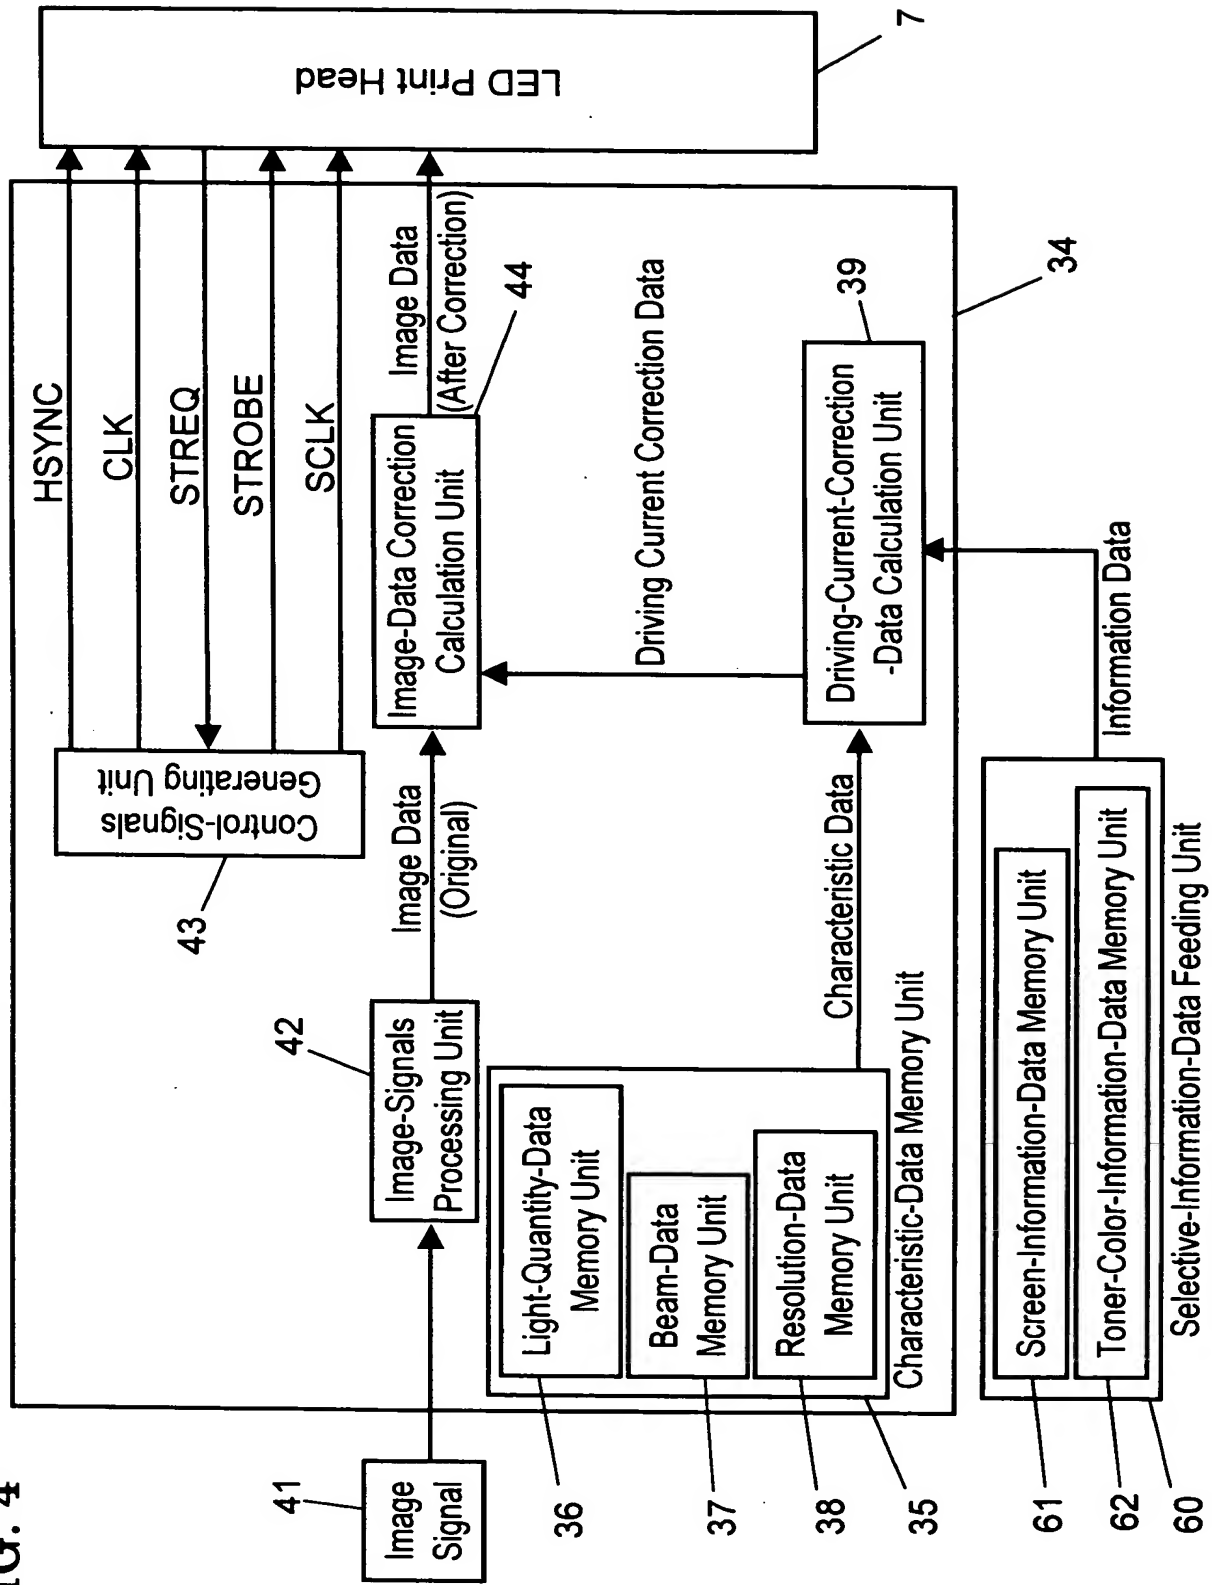 FIG. 4
41
Image
Signal
42
Image-Signals
Processing Unit
Image Data
(Original)
43
Control-Signals
Generating Unit
HSYNC
CLK
STREQ
STROBE
SCLK
Image-Data Correction
Calculation Unit
44
Image Data
(After Correction)
LED Print Head
7
36
Light-Quantity-Data
Memory Unit
37
Beam-Data
Memory Unit
38
Resolution-Data
Memory Unit
35
Characteristic-Data Memory Unit
Characteristic Data
Driving Current Correction Data
Driving-Current-Correction
-Data Calculation Unit
39
34
Information Data
61
Screen-Information-Data Memory Unit
62
Toner-Color-Information-Data Memory Unit
60
Selective-Information-Data Feeding Unit